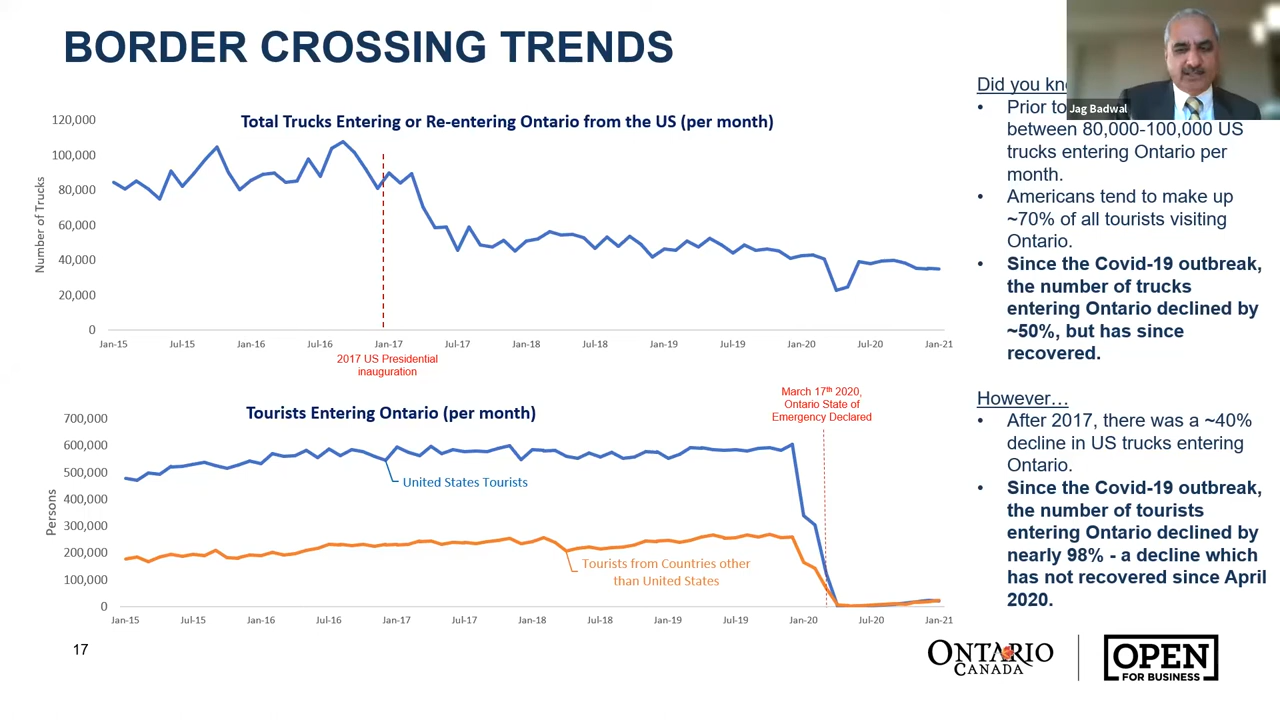 BORDER CROSSING TRENDS
Jag Badwal
Total Trucks Entering or Re-entering Ontario from the US (per month)
Number of Trucks
120,000
100,000
80,000
60,000
40,000
20,000
0
Jan-15 Jul-15 Jan-16 Jul-16 Jan-17 Jul-17 Jan-18 Jul-18 Jan-19 Jul-19 Jan-20 Jul-20 Jan-21
2017 US Presidential
inauguration
Tourists Entering Ontario (per month)
March 17th 2020,
Ontario State of
Emergency Declared
Persons
700,000
600,000
500,000
400,000
300,000
200,000
100,000
0
United States Tourists
Tourists from Countries other
than United States
Jan-15 Jul-15 Jan-16 Jul-16 Jan-17 Jul-17 Jan-18 Jul-18 Jan-19 Jul-19 Jan-20 Jul-20 Jan-21
Did you
• Prior to
between 80,000-100,000 US
trucks entering Ontario per
month.
• Americans tend to make up
~70% of all tourists visiting
Ontario.
• Since the Covid-19 outbreak,
the number of trucks
entering Ontario declined by
~50%, but has since
recovered.
However…
• After 2017, there was a ~40%
decline in US trucks entering
Ontario.
• Since the Covid-19 outbreak,
the number of tourists
entering Ontario declined by
nearly 98% - a decline which
has not recovered since April
2020.
17
ONTARIO
CANADA
OPEN
FOR BUSINESS